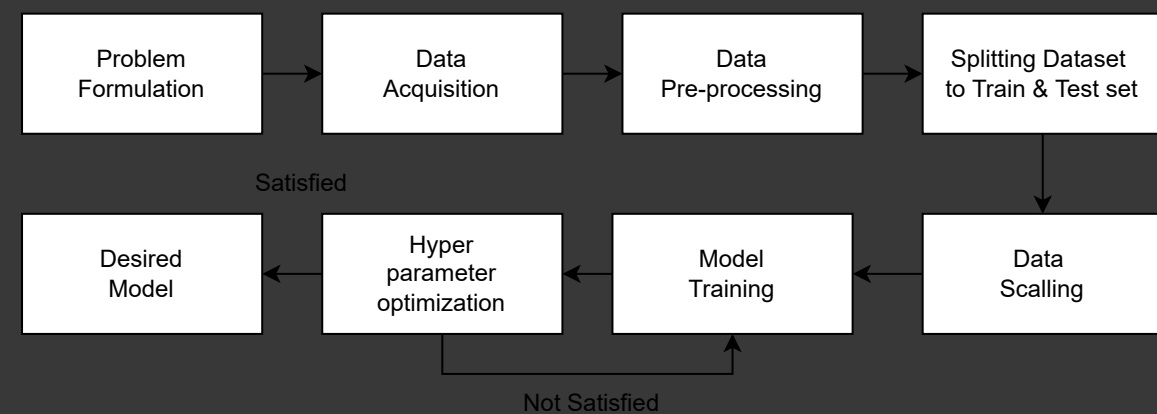 Problem
Formulation
Data
Acquisition
Data
Pre-processing
Splitting Dataset
to Train & Test set
Satisfied
Desired
Model
Hyper
parameter
optimization
Model
Training
Data
Scalling
Not Satisfied